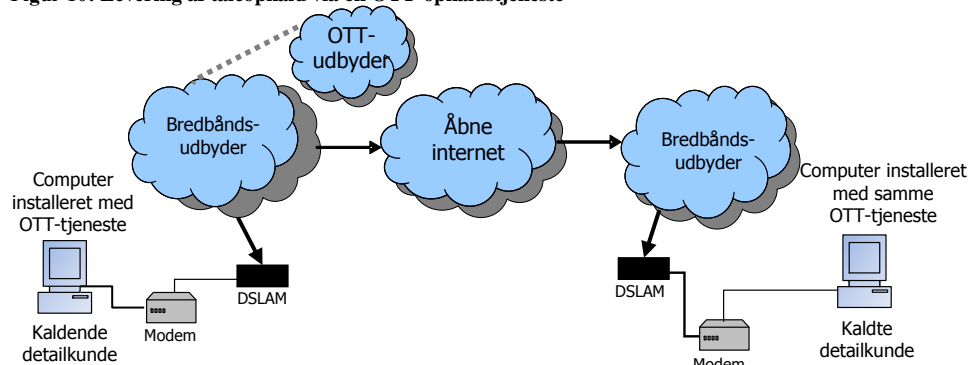 OTT-
udbyder
Bredbånds-
udbyder
Åbne
internet
Bredbånds-
udbyder
Computer
installeret med
OTT-tjeneste
Computer installeret
med samme
OTT-tjeneste
DSLAM
DSLAM
Modem
Kaldende
detailkunde
Kaldte
detailkunde
Modem